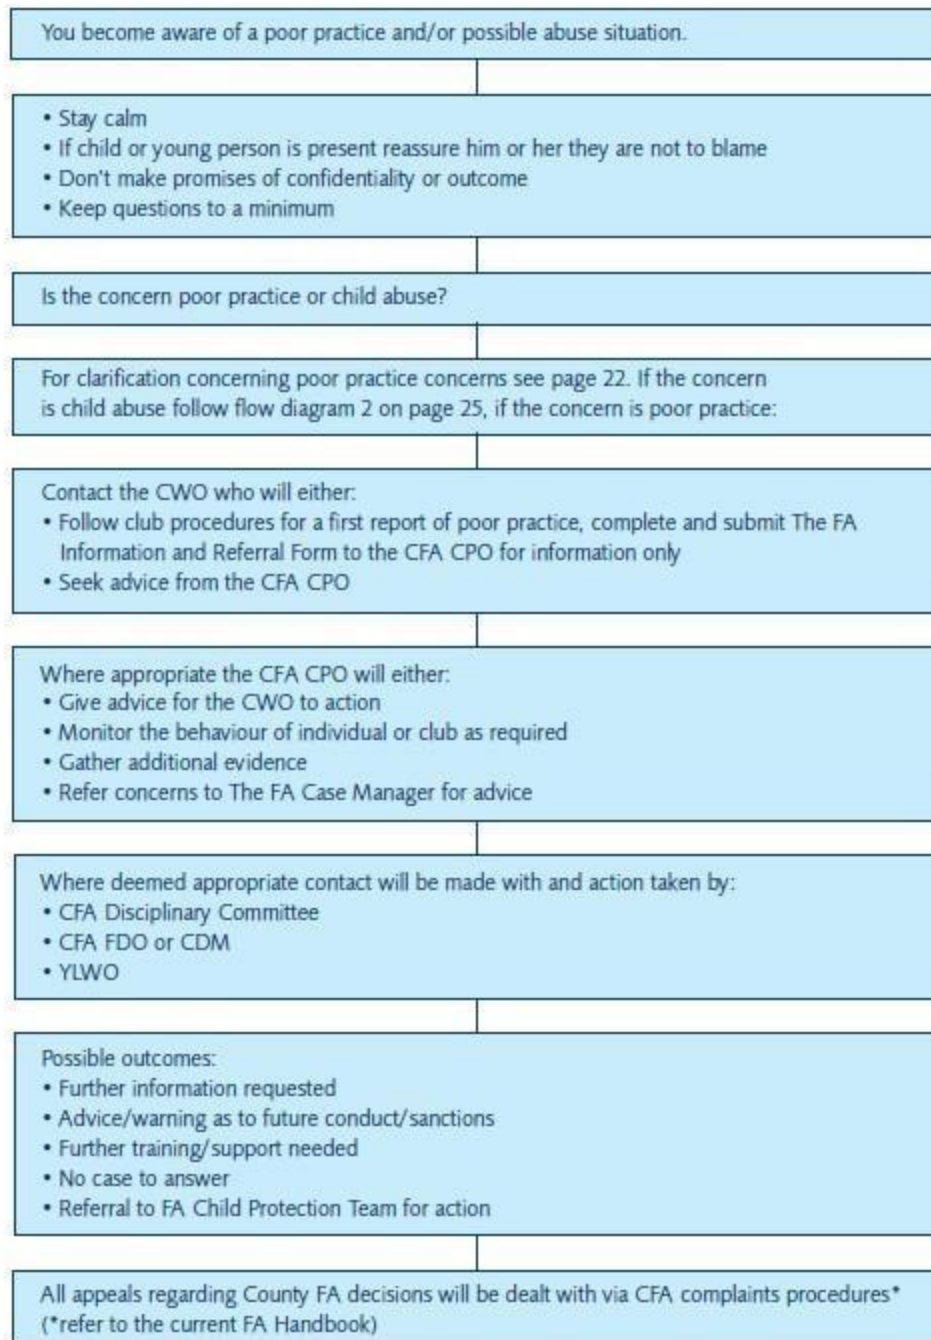 You become aware of a poor practice and/or possible abuse situation.
• Stay calm
• If child or young person is present reassure him or her they are not to blame
• Don't make promises of confidentiality or outcome
• Keep questions to a minimum
Is the concern poor practice or child abuse?
For clarification concerning poor practice concerns see page 22. If the concern
is child abuse follow flow diagram 2 on page 25, if the concern is poor practice:
Contact the CWO who will either:
• Follow club procedures for a first report of poor practice, complete and submit The FA
Information and Referral Form to the CFA CPO for information only
• Seek advice from the CFA CPO
Where appropriate the CFA CPO will either:
• Give advice for the CWO to action
• Monitor the behaviour of individual or club as required
• Gather additional evidence
• Refer concerns to The FA Case Manager for advice
Where deemed appropriate contact will be made with and action taken by:
• CFA Disciplinary Committee
• CFA FDO or CDM
• YLWO
Possible outcomes:
• Further information requested
• Advice/warning as to future conduct/sanctions
• Further training/support needed
• No case to answer
• Referral to FA Child Protection Team for action
All appeals regarding County FA decisions will be dealt with via CFA complaints procedures*
(*refer to the current FA Handbook)